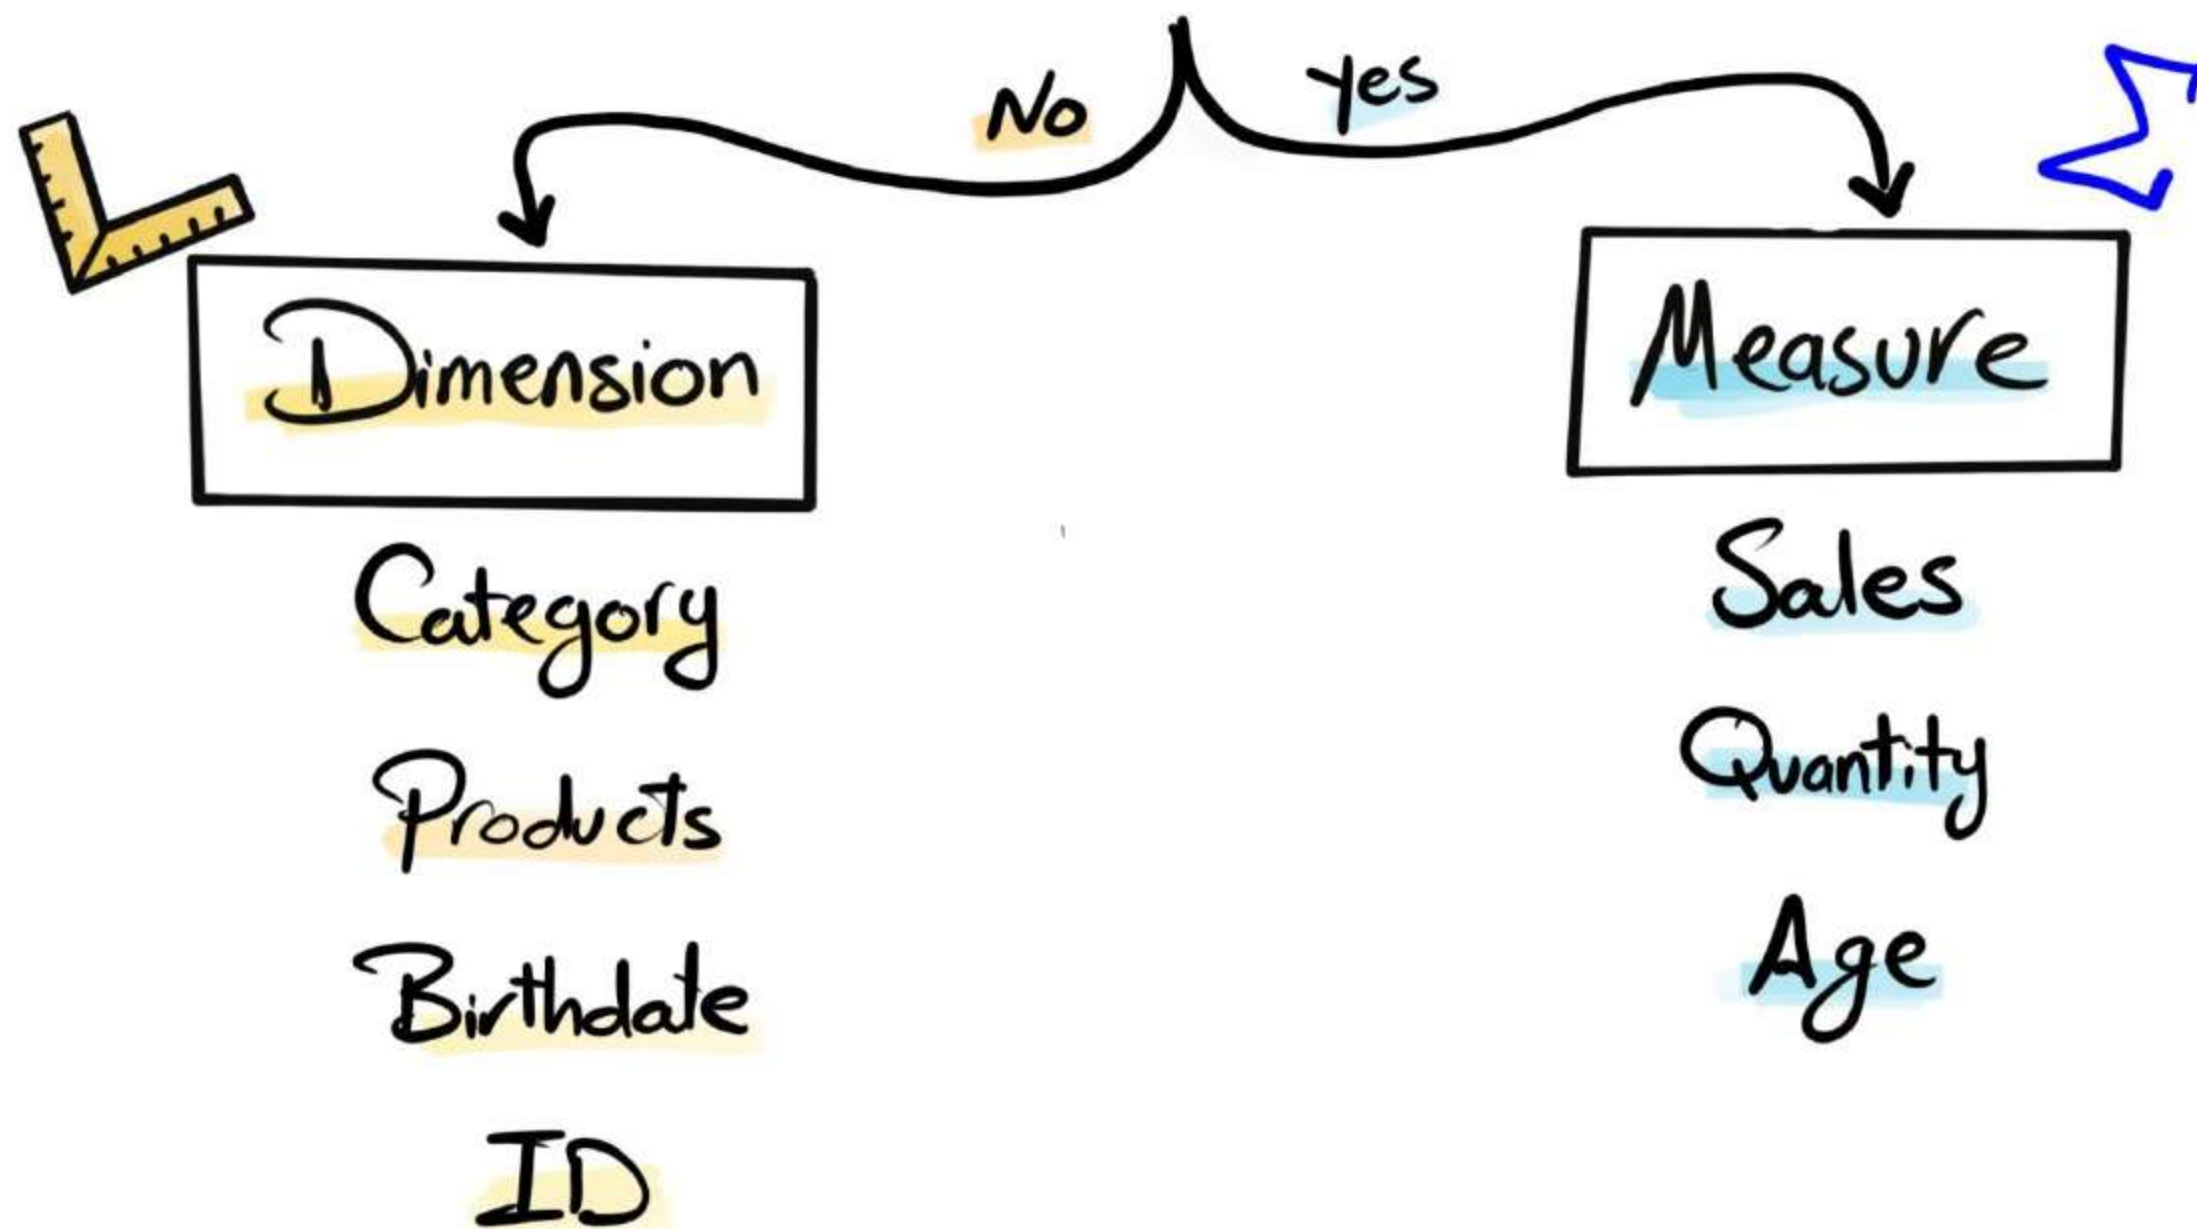 No
yes
Dimension
Category
Products
Birthdate
ID
Measure
Sales
Quantity
Age